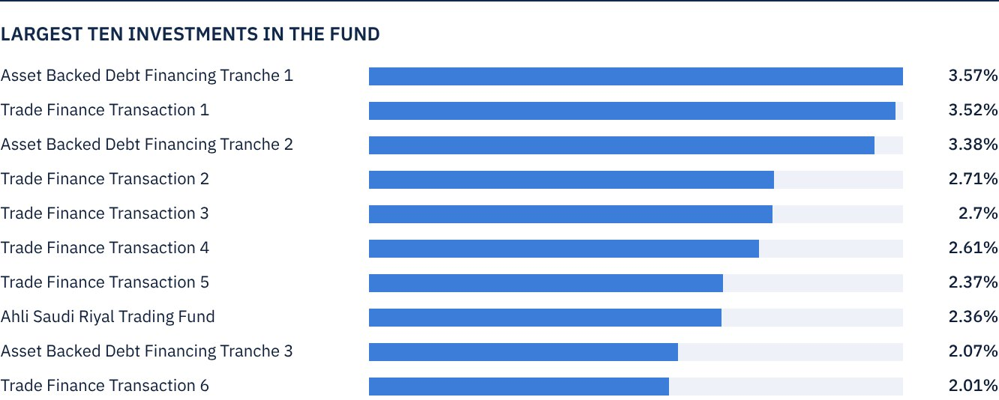 LARGEST TEN INVESTMENTS IN THE FUND
Asset Backed Debt Financing Tranche 1 3.57%
Trade Finance Transaction 1 3.52%
Asset Backed Debt Financing Tranche 2 3.38%
Trade Finance Transaction 2 2.71%
Trade Finance Transaction 3 2.7%
Trade Finance Transaction 4 2.61%
Trade Finance Transaction 5 2.37%
Ahli Saudi Riyal Trading Fund 2.36%
Asset Backed Debt Financing Tranche 3 2.07%
Trade Finance Transaction 6 2.01%